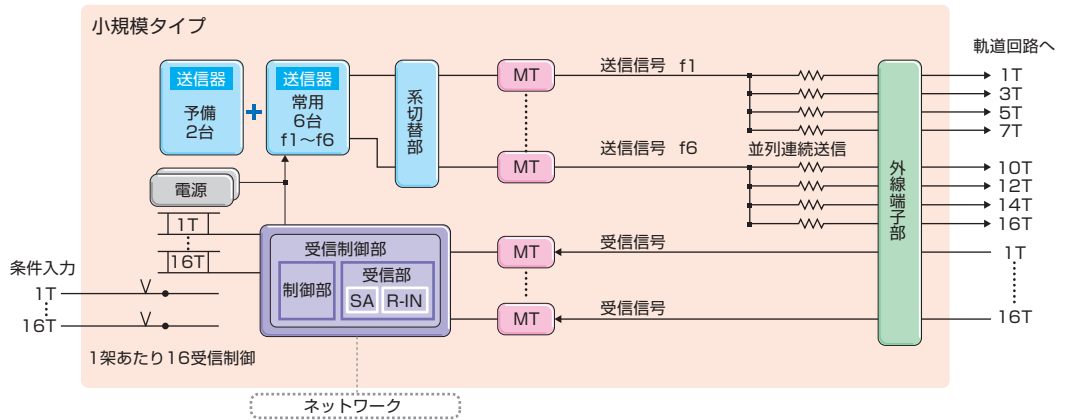 小規模タイプ
送信器
予備
2台
+
送信器
常用
6台
f1〜f6
系切替部
MT
送信信号 f1
MT
送信信号 f6
並列連続送信
外線端子部
軌道回路へ
1T
3T
5T
7T
10T
12T
14T
16T
電源
1T
16T
受信制御部
制御部
受信部
SA
R-IN
MT
受信信号
1T
MT
受信信号
16T
条件入力
1T
16T
1架あたり16受信制御
ネットワーク